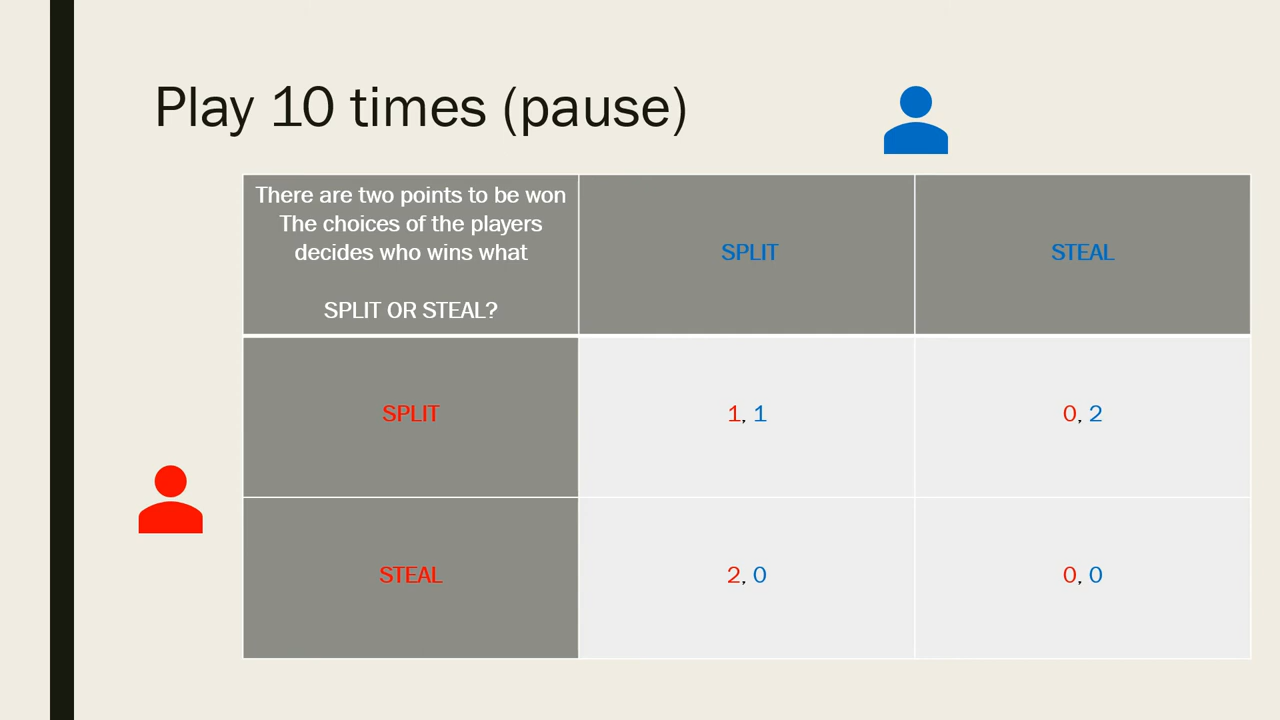 Play 10 times (pause)
There are two points to be won
The choices of the players
decides who wins what
SPLIT OR STEAL?
SPLIT
STEAL
SPLIT
1, 1
0, 2
STEAL
2, 0
0, 0